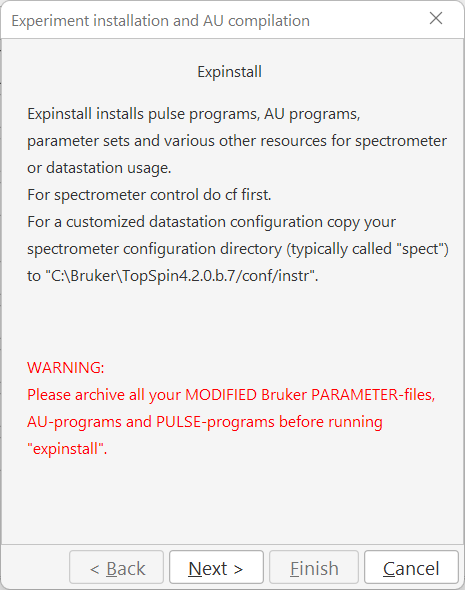 Experiment installation and AU compilation
Expinstall
Expinstall installs pulse programs, AU programs,
parameter sets and various other resources for spectrometer
or datastation usage.
For spectrometer control do cf first.
For a customized datastation configuration copy your
spectrometer configuration directory (typically called "spect")
to "C:\Bruker\TopSpin4.2.0.b.7/conf/instr".
WARNING:
Please archive all your MODIFIED Bruker PARAMETER-files,
AU-programs and PULSE-programs before running
"expinstall".
< Back Next > Finish Cancel